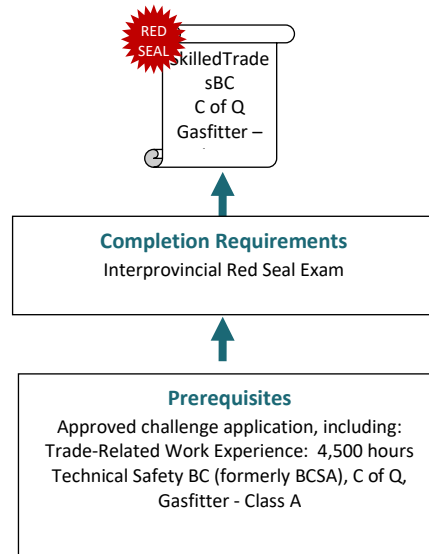 RED
SEAL
SkilledTrade
sBC
C of Q
Gasfitter –
Completion Requirements
Interprovincial Red Seal Exam
Prerequisites
Approved challenge application, including:
Trade-Related Work Experience: 4,500 hours
Technical Safety BC (formerly BCSA), C of Q,
Gasfitter - Class A